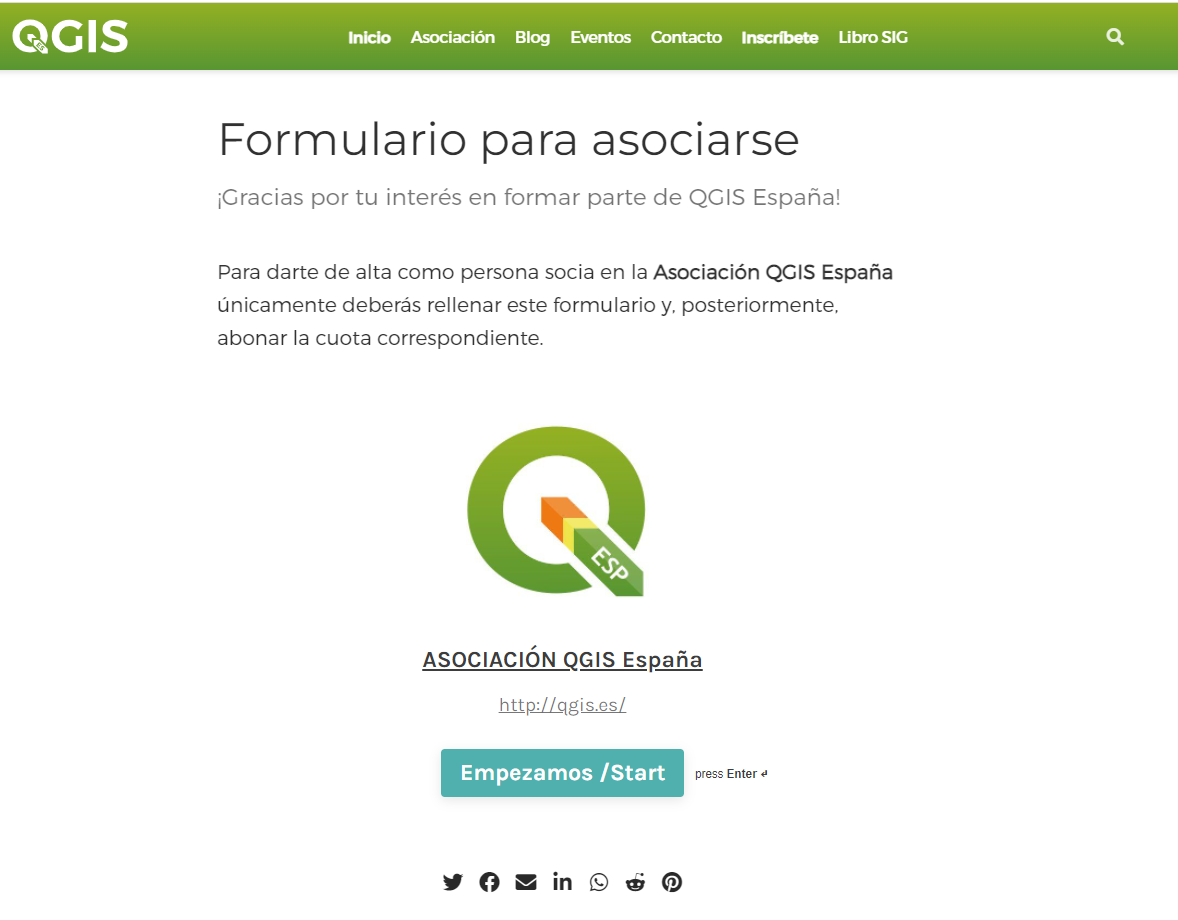 QGIS
ES
Inicio Asociación Blog Eventos Contacto Inscríbete Libro SIG
Formulario para asociarse
¡Gracias por tu interés en formar parte de QGIS España!
Para darte de alta como persona socia en la Asociación QGIS España
únicamente deberás rellenar este formulario y, posteriormente,
abonar la cuota correspondiente.
ESP
ASOCIACIÓN QGIS España
http://qgis.es/
Empezamos /Start
press Enter ↵